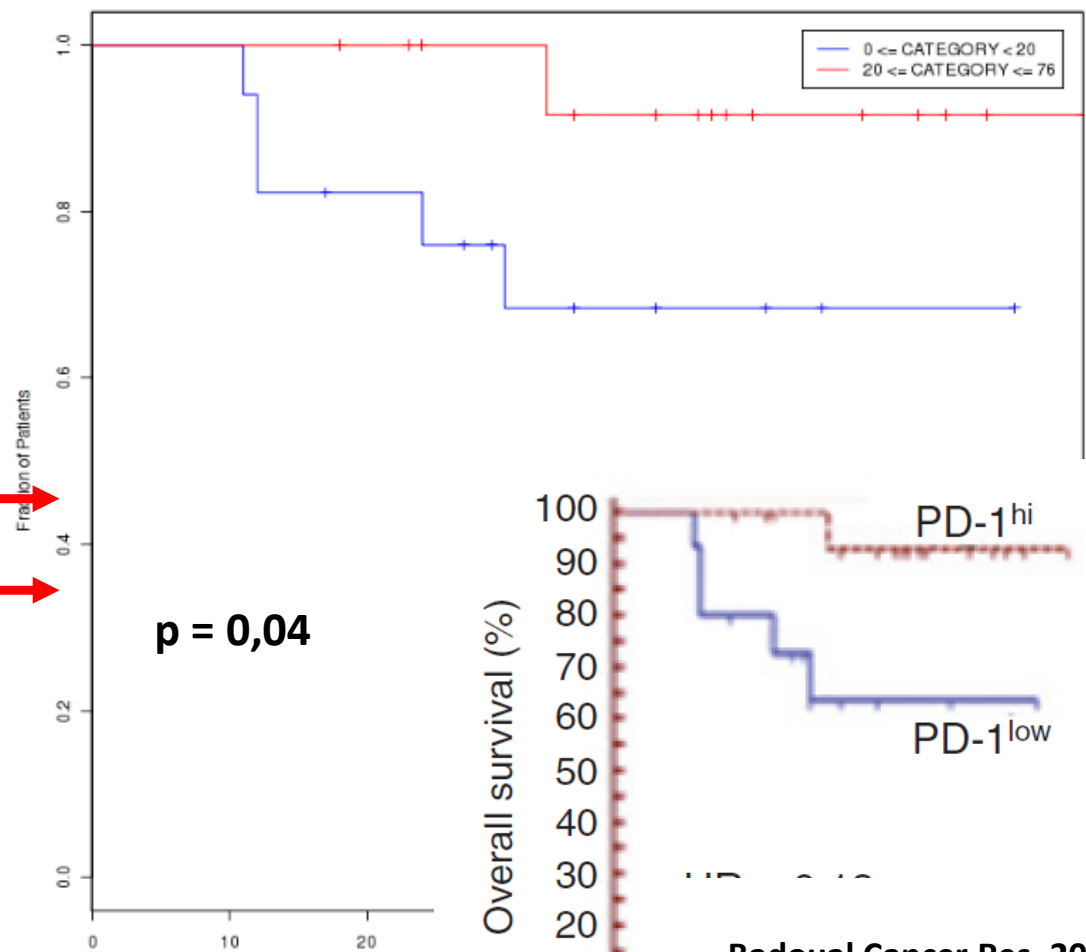 1.0
0 <= CATEGORY < 20
20 <= CATEGORY <= 76
0.8
0.6
Fraction of Patients
0.4
p = 0,04
0.2
0.0
0 10 20
100
PD-1hi
90
80
70
60
PD-1low
50
40
30
20
Overall survival (%)